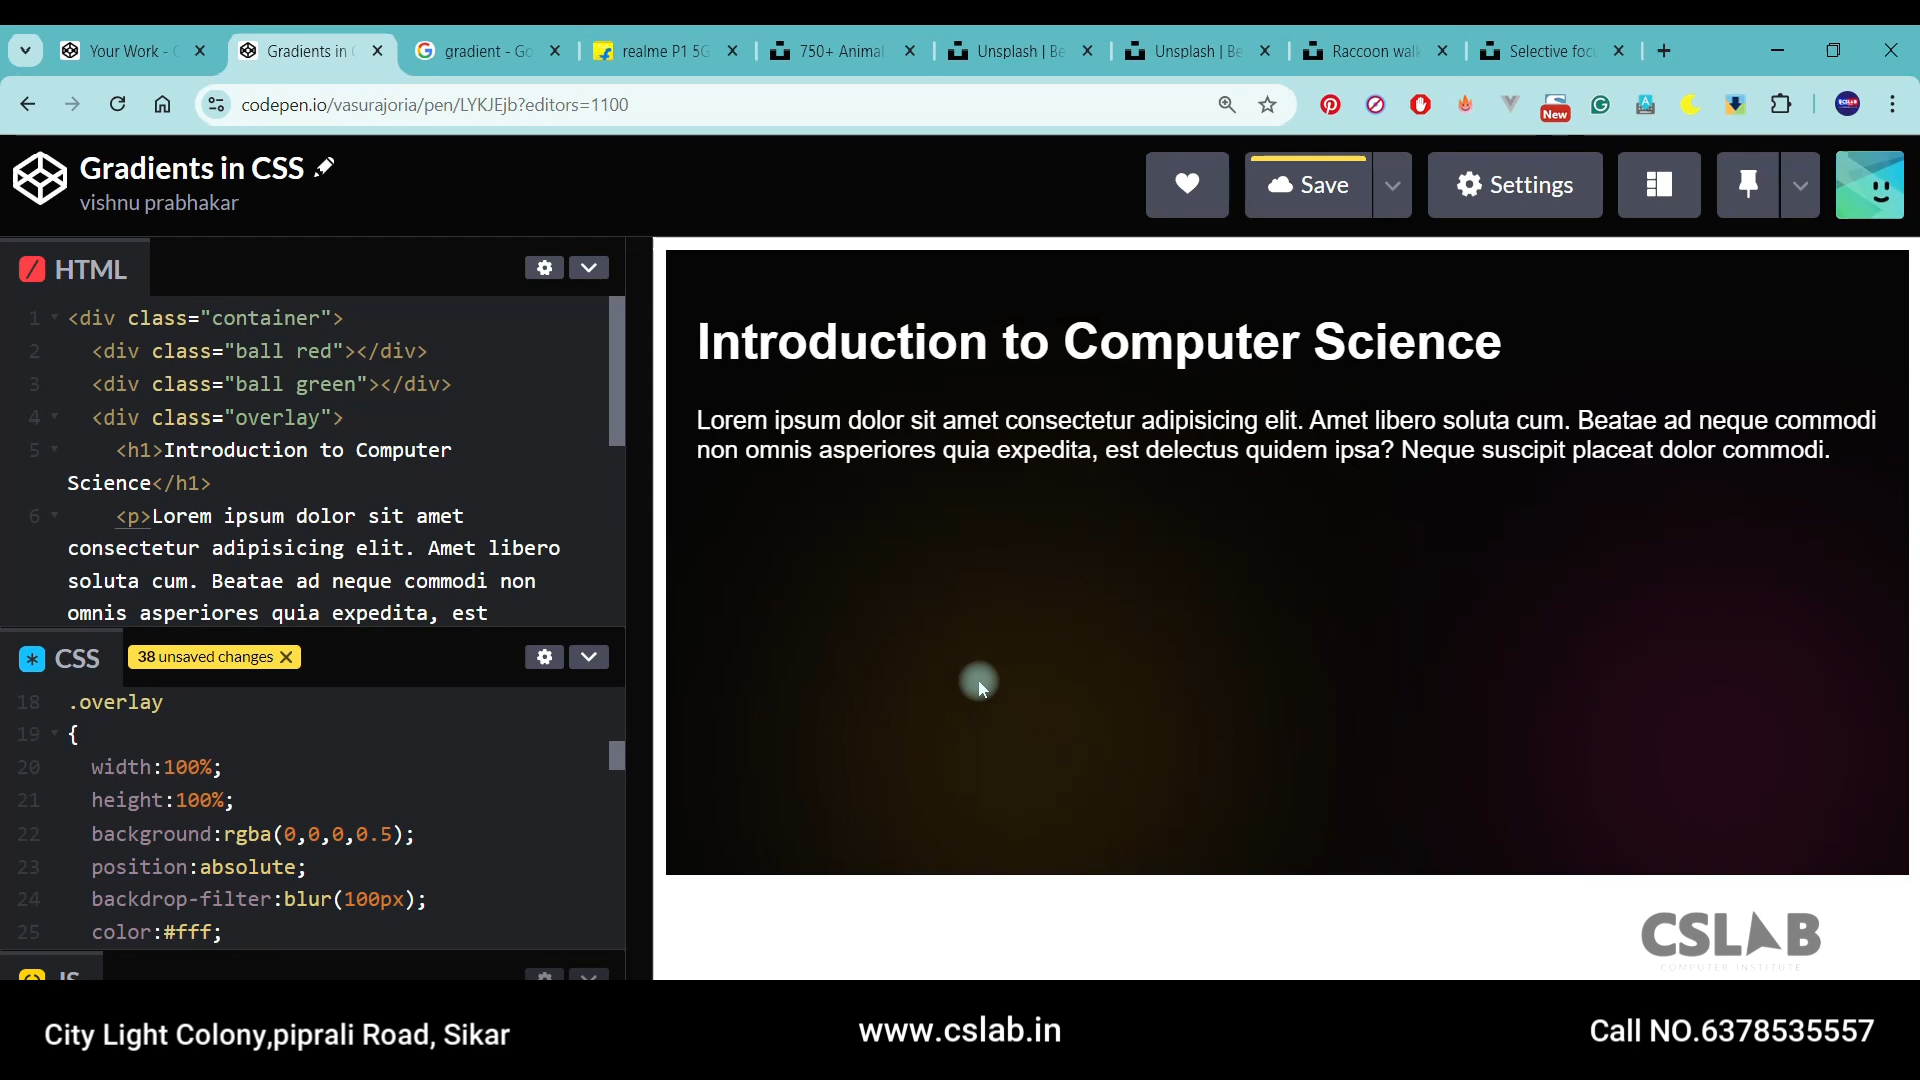 Your Work - C
Gradients in C
gradient - Go
realme P1 5G
750+ Animal
Unsplash | Be
Unsplash | Be
Raccoon walk
Selective foc
codepen.io/vasurajoria/pen/LYKJEjb?editors=1100
New
Gradients in CSS
vishnu prabhakar
Save
Settings
HTML
1 <div class="container">
2 <div class="ball red"></div>
3 <div class="ball green"></div>
4 <div class="overlay">
5 <h1>Introduction to Computer
Science</h1>
6 <p>Lorem ipsum dolor sit amet
consectetur adipisicing elit. Amet libero
soluta cum. Beatae ad neque commodi non
omnis asperiores quia expedita, est
CSS
38 unsaved changes
18 .overlay
19 {
20 width:100%;
21 height:100%;
22 background:rgba(0,0,0,0.5);
23 position:absolute;
24 backdrop-filter:blur(100px);
25 color:#fff;
JS
Introduction to Computer Science
Lorem ipsum dolor sit amet consectetur adipisicing elit. Amet libero soluta cum. Beatae ad neque commodi
non omnis asperiores quia expedita, est delectus quidem ipsa? Neque suscipit placeat dolor commodi.
CSLAB
COMPUTER INSTITUTE
City Light Colony,piprali Road, Sikar
www.cslab.in
Call NO.6378535557